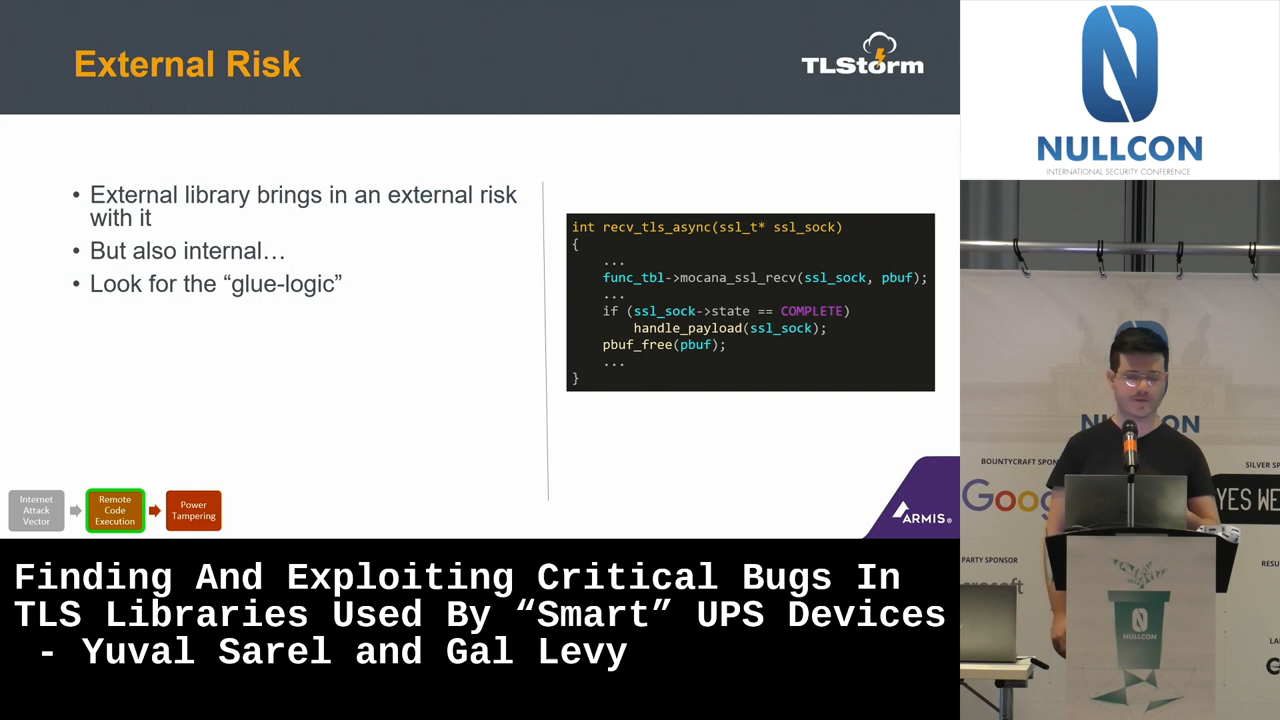 External Risk
TLStorm
• External library brings in an external risk
with it
• But also internal…
• Look for the “glue-logic”
int recv_tls_async(ssl_t* ssl_sock)
{
...
func_tbl->mocana_ssl_recv(ssl_sock, pbuf);
...
if (ssl_sock->state == COMPLETE)
handle_payload(ssl_sock);
pbuf_free(pbuf);
...
}
Internet
Attack
Vector
Remote
Code
Execution
Power
Tampering
ARMIS®
NULLCON
INTERNATIONAL SECURITY CONFERENCE
BOUNTYCRAFT SPON
SILVER SP
Goog
YES WE
PARTY SPONSOR
RESU
NULLCON
LA
G
Finding And Exploiting Critical Bugs In
TLS Libraries Used By “Smart” UPS Devices
- Yuval Sarel and Gal Levy